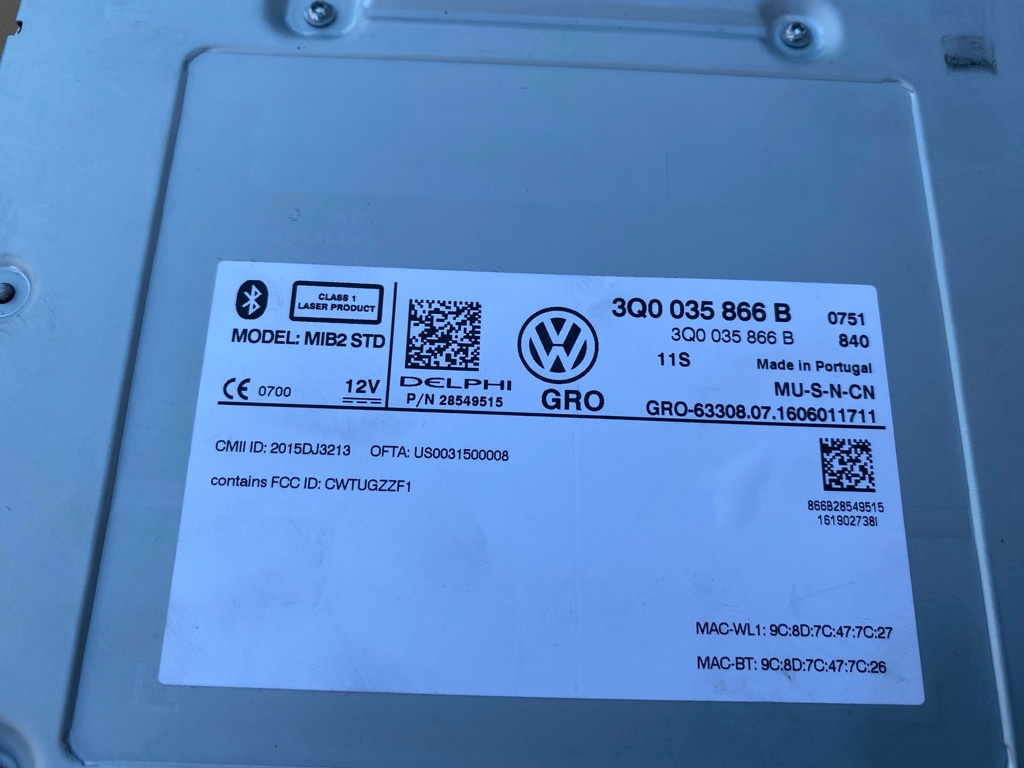 CLASS 1
LASER PRODUCT
MODEL: MIB2 STD
CE 0700 12V
DELPHI
P/N 28549515
VW
GRO
3Q0 035 866 B 0751
3Q0 035 866 B 840
11S Made in Portugal
MU-S-N-CN
GRO-63308.07.1606011711
CMII ID: 2015DJ3213 OFTA: US0031500008
contains FCC ID: CWTUGZZF1
866B28549515
161902738I
MAC-WL1: 9C:8D:7C:47:7C:27
MAC-BT: 9C:8D:7C:47:7C:26